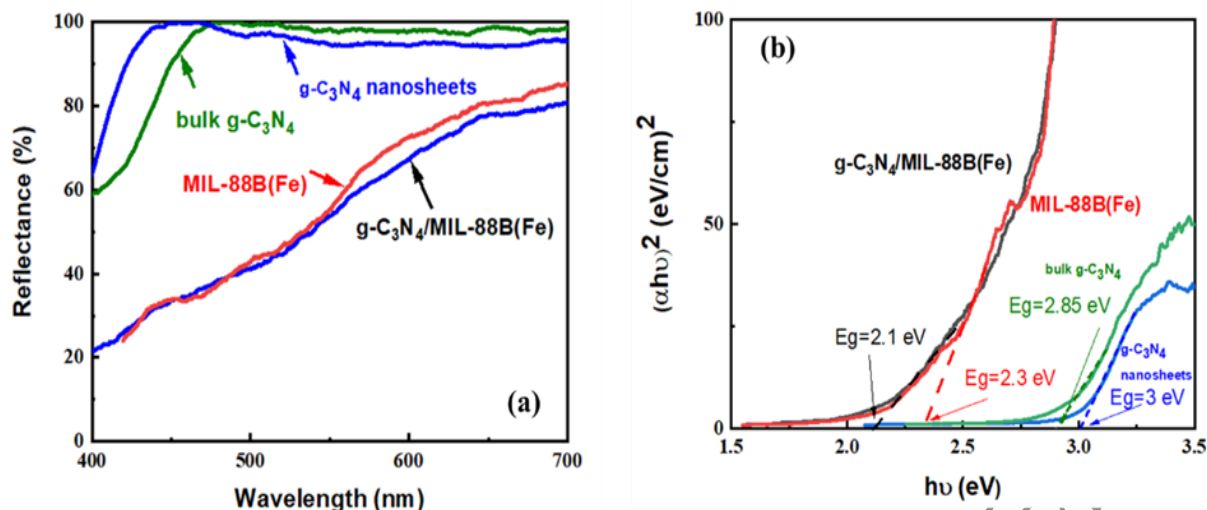 100
80
60
40
20
0
Reflectance (%)
400
500
600
700
Wavelength (nm)
g-C₃N₄ nanosheets
bulk g-C₃N₄
MIL-88B(Fe)
g-C₃N₄/MIL-88B(Fe)
(a)
(b)
100
50
0
(αhυ)² (eV/cm)²
1.5
2.0
2.5
3.0
3.5
hυ (eV)
g-C₃N₄/MIL-88B(Fe)
MIL-88B(Fe)
bulk g-C₃N₄
Eg=2.85 eV
Eg=2.1 eV
g-C₃N₄
nanosheets
Eg=2.3 eV
Eg=3 eV